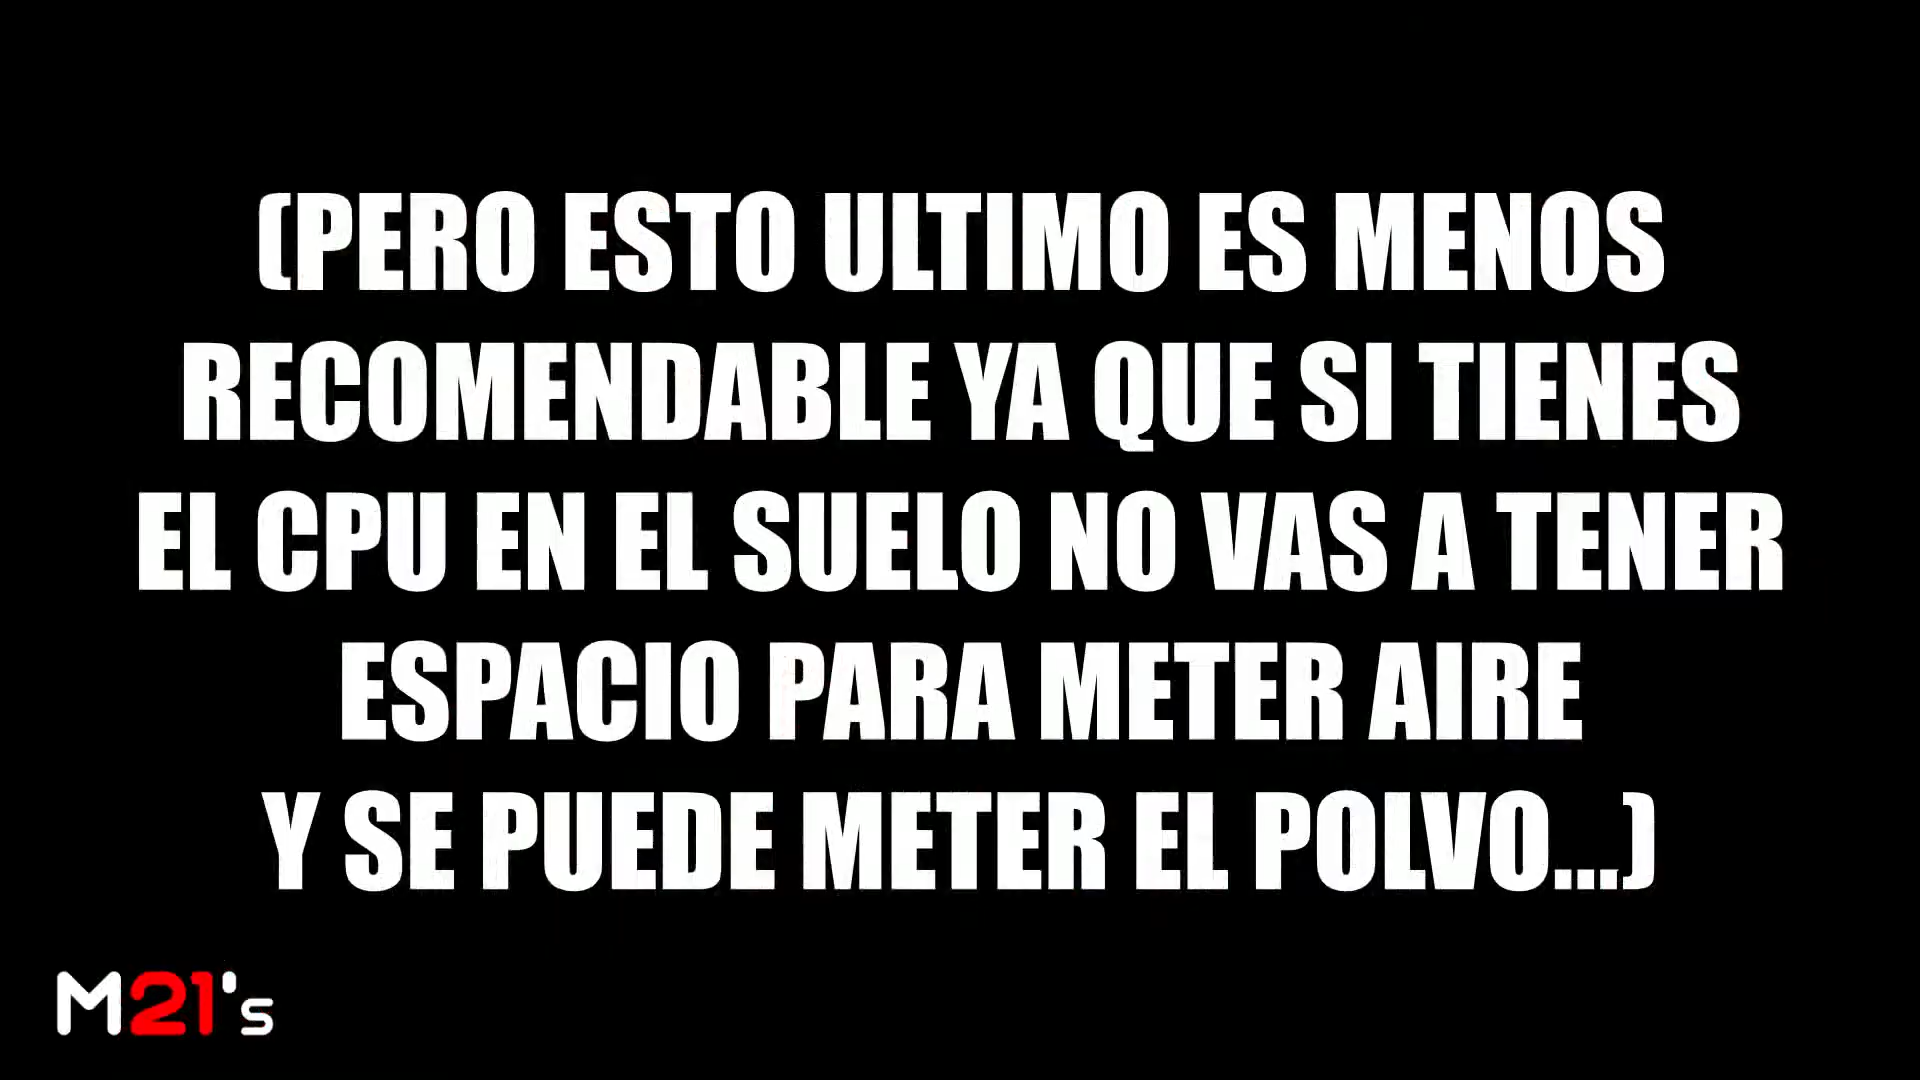 (PERO ESTO ULTIMO ES MENOS
RECOMENDABLE YA QUE SI TIENES
EL CPU EN EL SUELO NO VAS A TENER
ESPACIO PARA METER AIRE
Y SE PUEDE METER EL POLVO...)
M21's